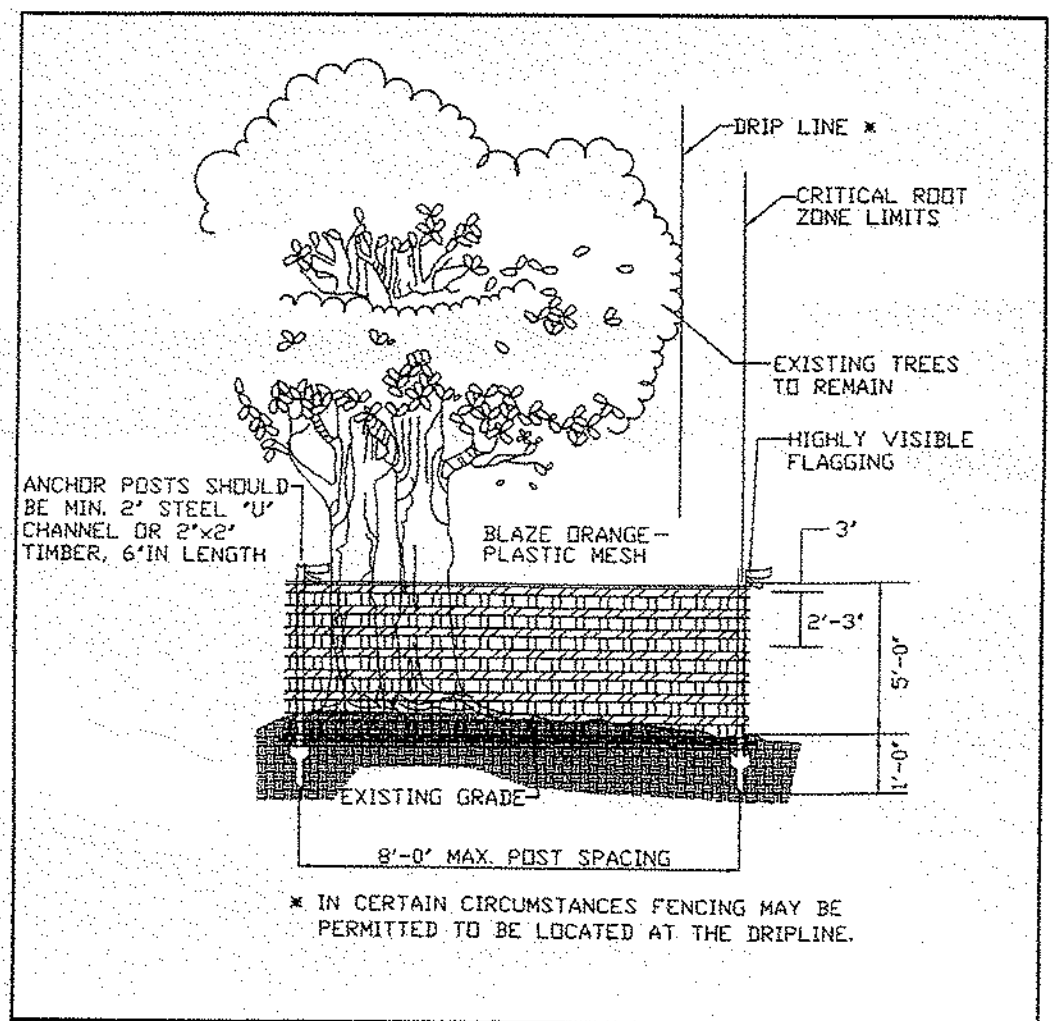 DRIP LINE *
CRITICAL ROOT
ZONE LIMITS
EXISTING TREES
TO REMAIN
HIGHLY VISIBLE
FLAGGING
ANCHOR POSTS SHOULD
BE MIN. 2" STEEL "U"
CHANNEL OR 2"x2"
TIMBER, 6'IN LENGTH
BLAZE ORANGE
PLASTIC MESH
3"
2'-3"
5'-0"
1'-0"
EXISTING GRADE
8'-0" MAX. POST SPACING
* IN CERTAIN CIRCUMSTANCES FENCING MAY BE
PERMITTED TO BE LOCATED AT THE DRIPLINE.